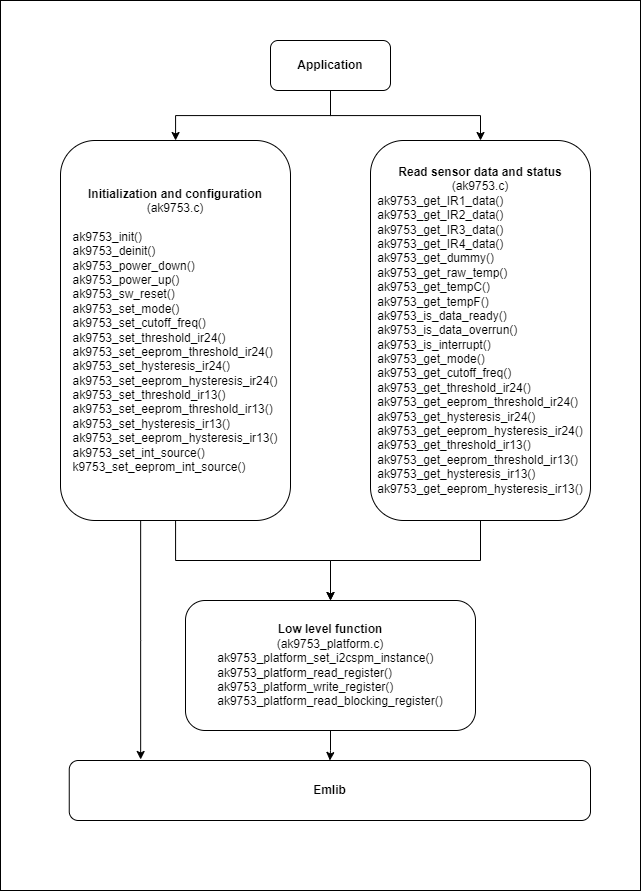 Application
Initialization and configuration
(ak9753.c)
ak9753_init()
ak9753_deinit()
ak9753_power_down()
ak9753_power_up()
ak9753_sw_reset()
ak9753_set_mode()
ak9753_set_cutoff_freq()
ak9753_set_threshold_ir24()
ak9753_set_eeprom_threshold_ir24()
ak9753_set_hysteresis_ir24()
ak9753_set_eeprom_hysteresis_ir24()
ak9753_set_threshold_ir13()
ak9753_set_eeprom_threshold_ir13()
ak9753_set_hysteresis_ir13()
ak9753_set_eeprom_hysteresis_ir13()
ak9753_set_int_source()
k9753_set_eeprom_int_source()
Read sensor data and status
(ak9753.c)
ak9753_get_IR1_data()
ak9753_get_IR2_data()
ak9753_get_IR3_data()
ak9753_get_IR4_data()
ak9753_get_dummy()
ak9753_get_raw_temp()
ak9753_get_tempC()
ak9753_get_tempF()
ak9753_is_data_ready()
ak9753_is_data_overrun()
ak9753_is_interrupt()
ak9753_get_mode()
ak9753_get_cutoff_freq()
ak9753_get_threshold_ir24()
ak9753_get_eeprom_threshold_ir24()
ak9753_get_hysteresis_ir24()
ak9753_get_eeprom_hysteresis_ir24()
ak9753_get_threshold_ir13()
ak9753_get_eeprom_threshold_ir13()
ak9753_get_hysteresis_ir13()
ak9753_get_eeprom_hysteresis_ir13()
Low level function
(ak9753_platform.c)
ak9753_platform_set_i2cspm_instance()
ak9753_platform_read_register()
ak9753_platform_write_register()
ak9753_platform_read_blocking_register()
Emlib